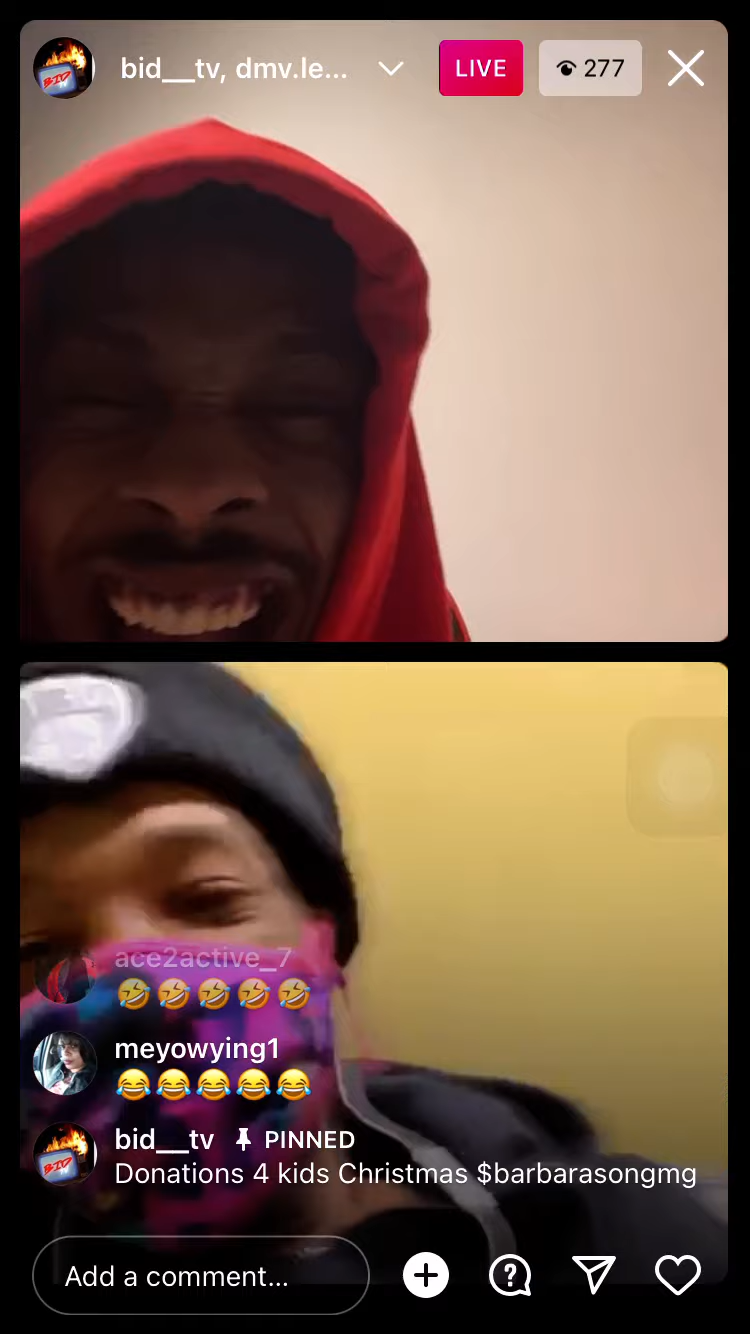 bid__tv, dmv.le...
LIVE
277
ace2active_7
🤣🤣🤣🤣🤣
meyowying1
😂😂😂😂😂
bid__tv PINNED
Donations 4 kids Christmas $barbarasongmg
Add a comment...